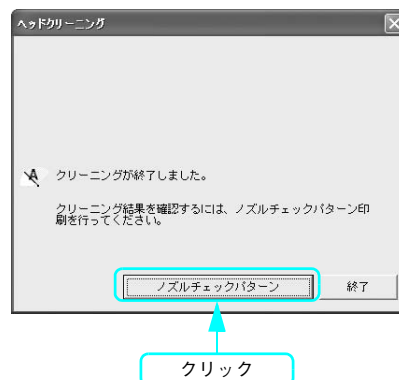 ヘッドクリーニング
クリーニングが終了しました。
クリーニング結果を確認するには、ノズルチェックパターン印
刷を行ってください。
ノズルチェックパターン 終了
クリック